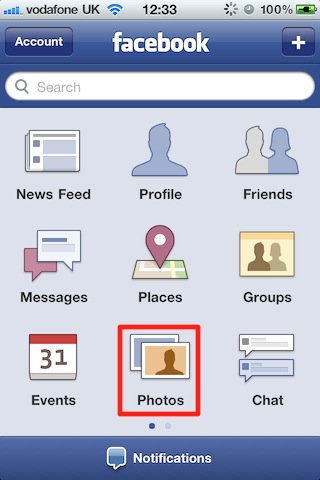 vodafone UK 12:33 100%
Account facebook +
Search
News Feed Profile Friends
Messages Places Groups
31
Events Photos Chat
Notifications